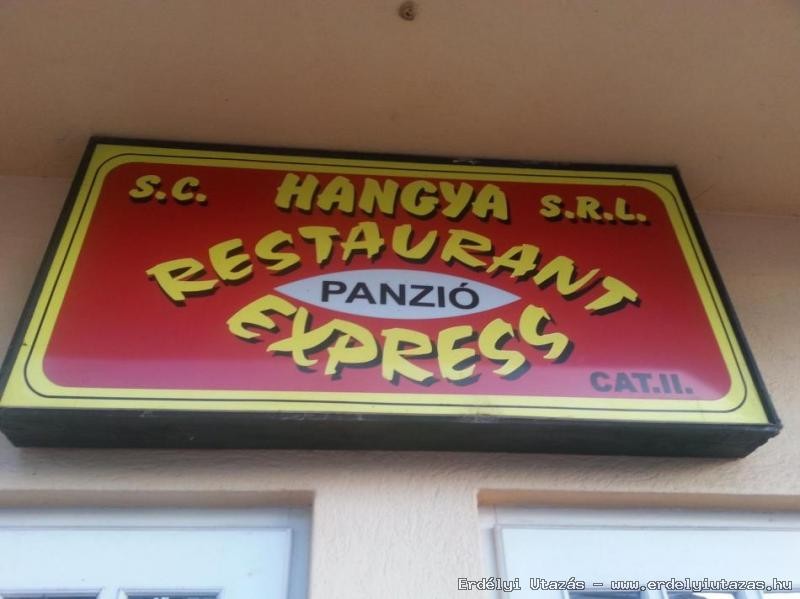 S.C. HANGYA S.R.L.
RESTAURANT
PANZIÓ
EXPRESS
CAT.II.
Erdélyi Utazás - www.erdelyiutazas.hu